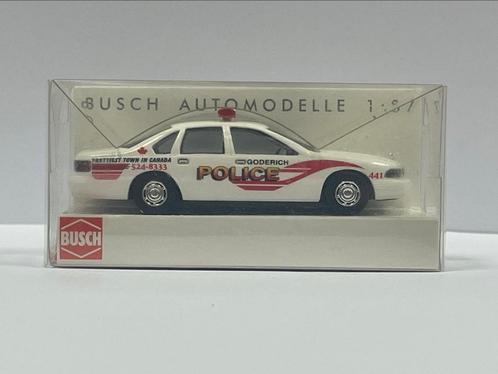 BUSCH AUTOMODELLE 1:87
PRETTIEST TOWN IN CANADA
524-8333
GODERICH
POLICE
441
BUSCH